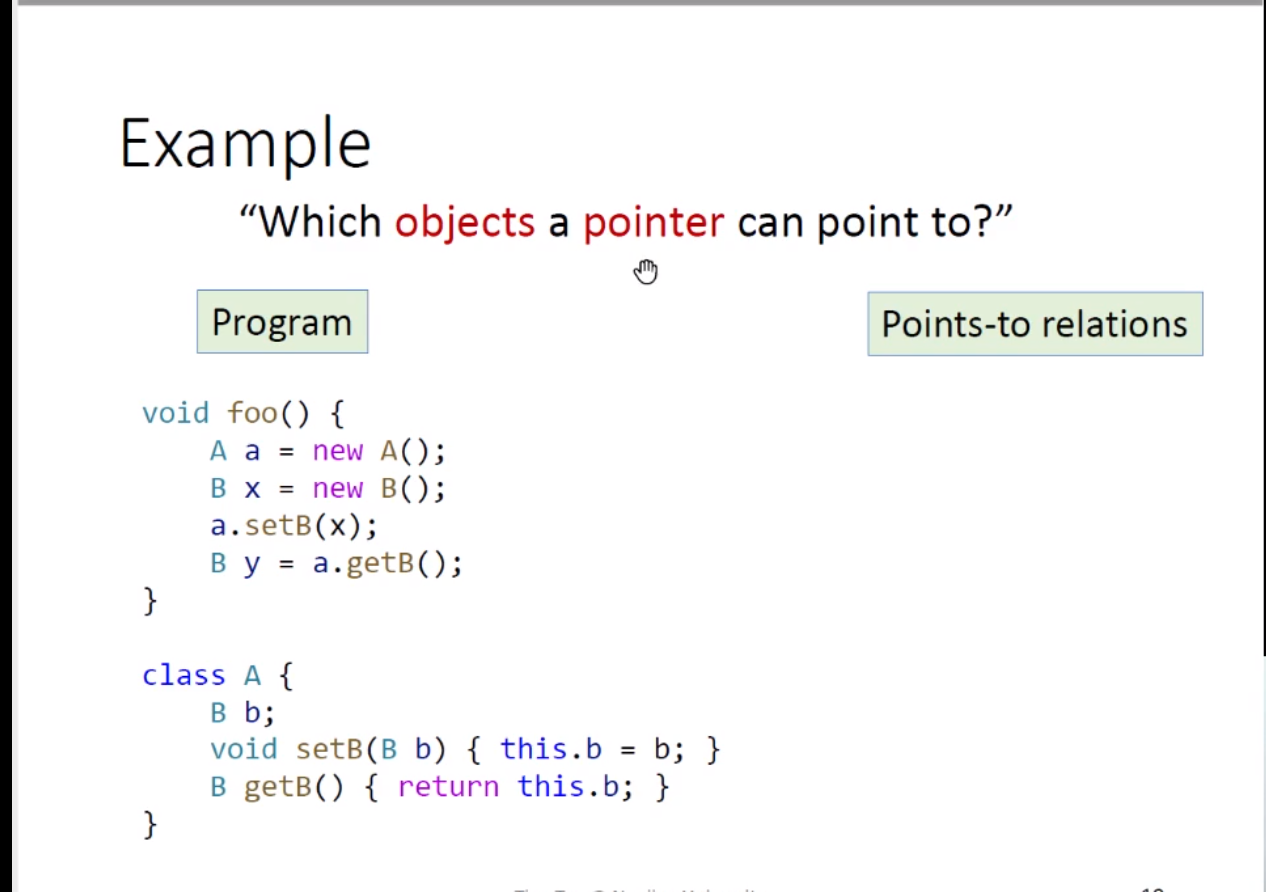 Example
“Which objects a pointer can point to?”
Program
Points-to relations
void foo() {
    A a = new A();
    B x = new B();
    a.setB(x);
    B y = a.getB();
}
class A {
    B b;
    void setB(B b) { this.b = b; }
    B getB() { return this.b; }
}